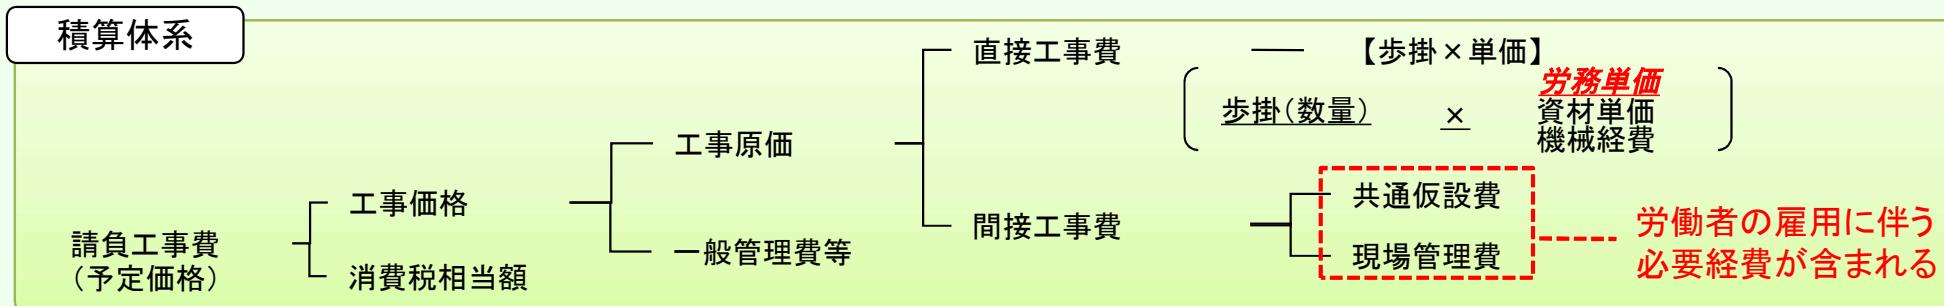 積算体系
直接工事費
【歩掛×単価】
歩掛(数量)
×
労務単価
資材単価
機械経費
工事原価
共通仮設費
工事価格
間接工事費
労働者の雇用に伴う
必要経費が含まれる
請負工事費
(予定価格)
一般管理費等
現場管理費
消費税相当額